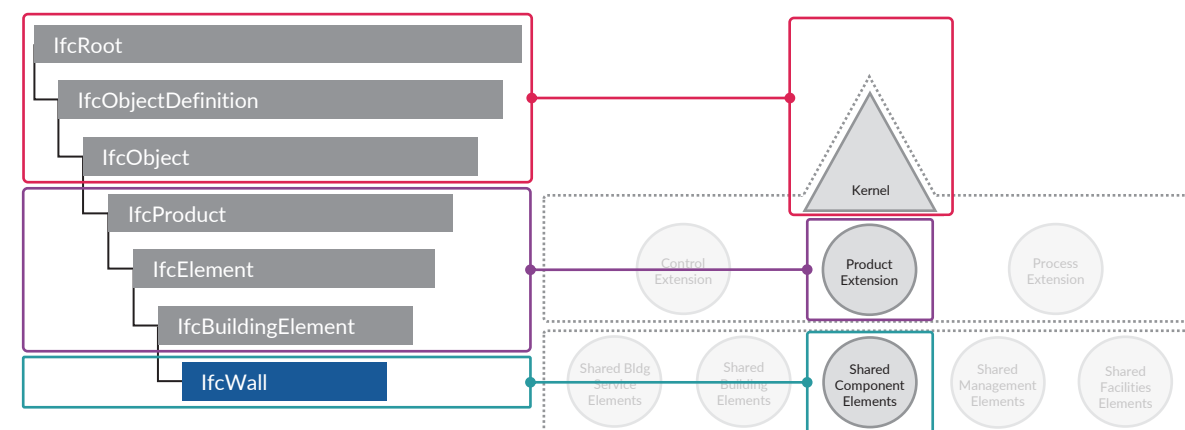 IfcRoot
IfcObjectDefinition
IfcObject
IfcProduct
IfcElement
IfcBuildingElement
IfcWall
Kernel
Control
Extension
Product
Extension
Process
Extension
Shared Bldg
Service
Elements
Shared
Building
Elements
Shared
Component
Elements
Shared
Management
Elements
Shared
Facilities
Elements